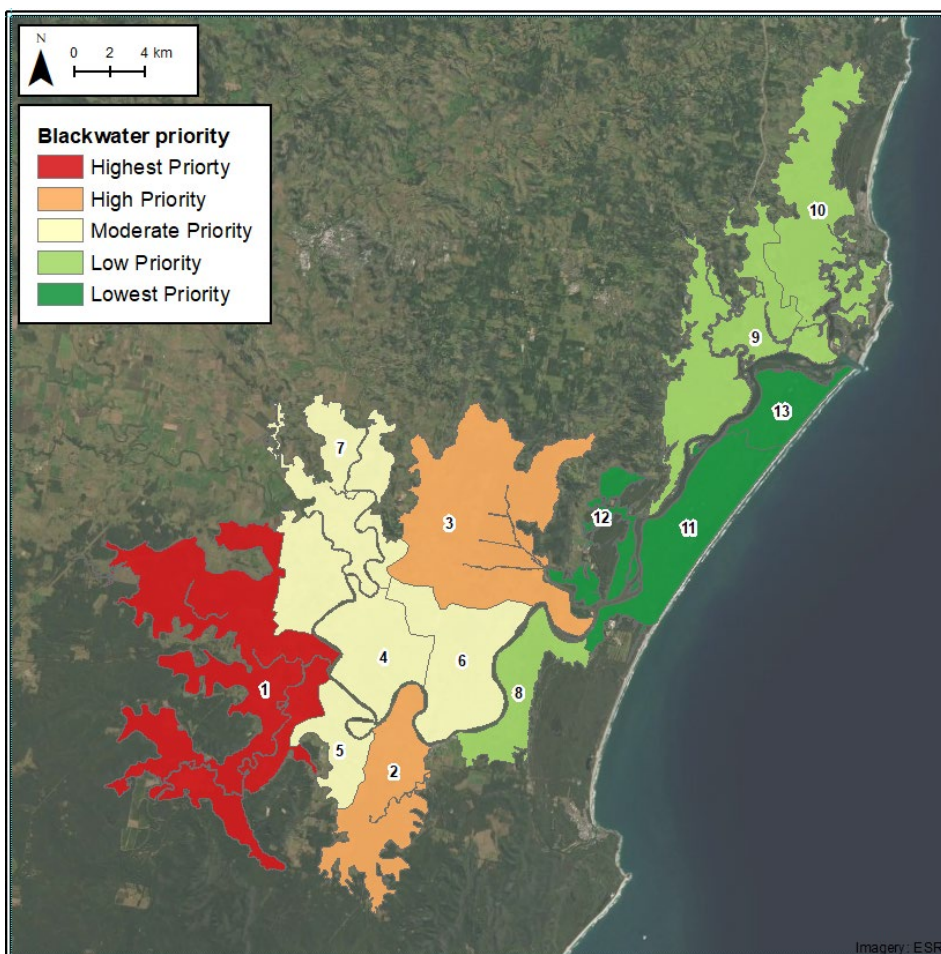 N
0 2 4 km
Blackwater priority
Highest Priorty
High Priority
Moderate Priority
Low Priority
Lowest Priority
10
9
13
7
3
12
11
4
6
1
8
5
2
Imagery: ESR